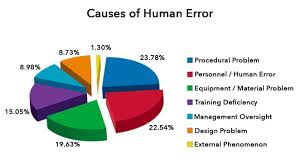 Causes of Human Error
8.73%
1.30%
8.98%
23.78%
15.05%
19.63%
22.54%
Procedural Problem
Personnel / Human Error
Equipment / Material Problem
Training Deficiency
Management Oversight
Design Problem
External Phenomenon